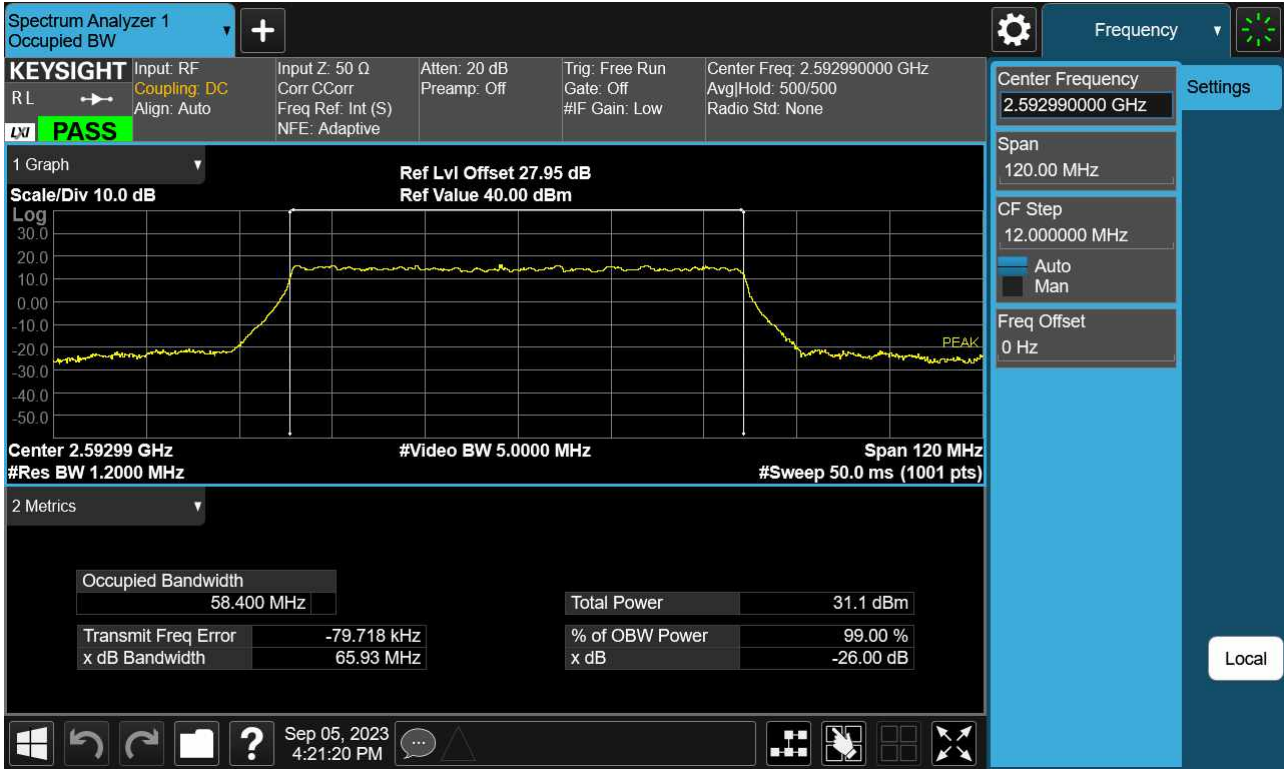 Spectrum Analyzer 1
Occupied BW
Frequency
KEYSIGHT
R L
LXI
PASS
Input: RF
Coupling: DC
Align: Auto
Input Z: 50 Ω
Corr CCorr
Freq Ref: Int (S)
NFE: Adaptive
Atten: 20 dB
Preamp: Off
Trig: Free Run
Gate: Off
#IF Gain: Low
Center Freq: 2.592990000 GHz
Avg|Hold: 500/500
Radio Std: None
1 Graph
Scale/Div 10.0 dB
Ref Lvl Offset 27.95 dB
Ref Value 40.00 dBm
Log
30.0
20.0
10.0
0.00
-10.0
-20.0
-30.0
-40.0
-50.0
PEAK
Center 2.59299 GHz
#Video BW 5.0000 MHz
Span 120 MHz
#Res BW 1.2000 MHz
#Sweep 50.0 ms (1001 pts)
2 Metrics
Occupied Bandwidth
58.400 MHz
Total Power 31.1 dBm
Transmit Freq Error -79.718 kHz
% of OBW Power 99.00 %
x dB Bandwidth 65.93 MHz
x dB -26.00 dB
Center Frequency
2.592990000 GHz
Settings
Span
120.00 MHz
CF Step
12.000000 MHz
Auto
Man
Freq Offset
0 Hz
Local
?
Sep 05, 2023
4:21:20 PM